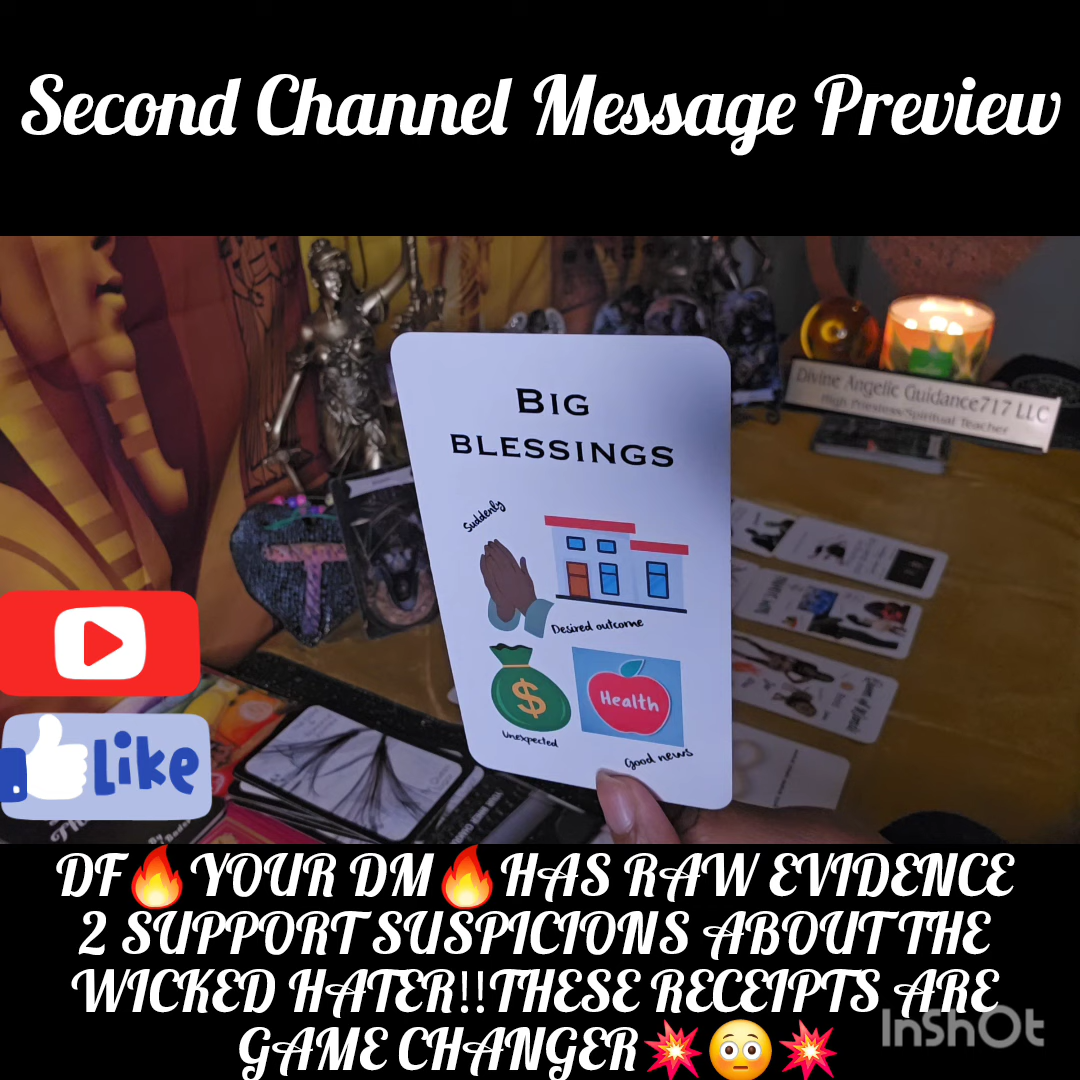 Second Channel Message Preview
BIG
BLESSINGS
Suddenly
Desired outcome
Health
Unexpected
Good news
Divine Angelic Guidance717 LLC
High Priestess/Spiritual Teacher
Like
DF🔥YOUR DM🔥HAS RAW EVIDENCE
2 SUPPORT SUSPICIONS ABOUT THE
WICKED HATER!!THESE RECEIPTS ARE
GAME CHANGER💥😳💥
InShOt